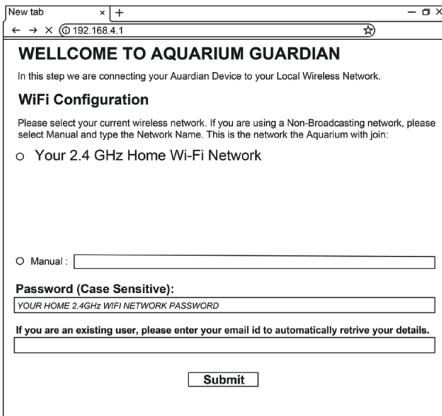 New tab
192.168.4.1
WELLCOME TO AQUARIUM GUARDIAN
In this step we are connecting your Auardian Device to your Local Wireless Network.
WiFi Configuration
Please select your current wireless network. If you are using a Non-Broadcasting network, please
select Manual and type the Network Name. This is the network the Aquarium with join:
Your 2.4 GHz Home Wi-Fi Network
Manual :
Password (Case Sensitive):
YOUR HOME 2.4GHz WIFI NETWORK PASSWORD
If you are an existing user, please enter your email id to automatically retrive your details.
Submit